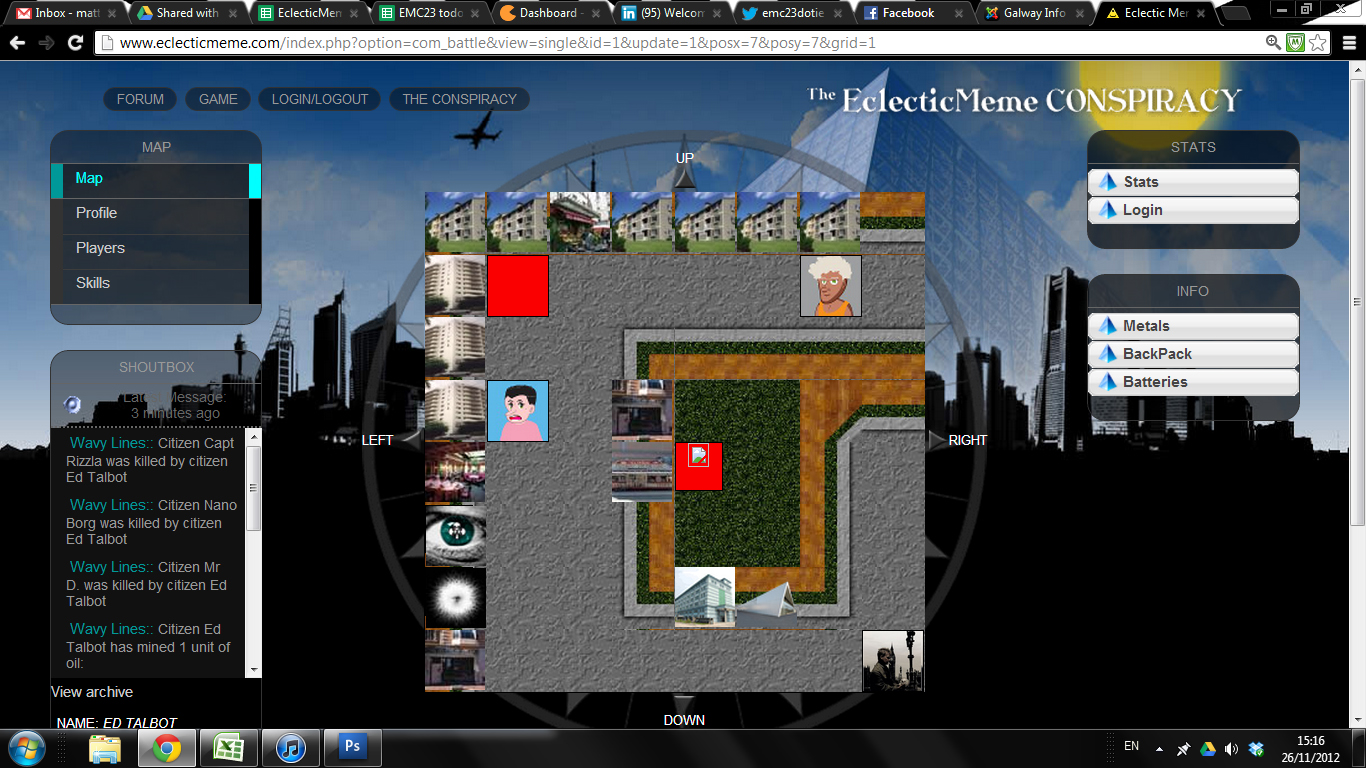 Inbox - matt
Shared with
EclecticMem
EMC23 todo
Dashboard -
(95) Welcom
emc23dotie
Facebook
Galway Info
Eclectic Mem
www.eclecticmeme.com/index.php?option=com_battle&view=single&id=1&update=1&posx=7&posy=7&grid=1
FORUM
GAME
LOGIN/LOGOUT
THE CONSPIRACY
The EclecticMeme CONSPIRACY
MAP
Map
Profile
Players
Skills
SHOUTBOX
Latest Message:
3 minutes ago
Wavy Lines:: Citizen Capt
Rizzla was killed by citizen
Ed Talbot
Wavy Lines:: Citizen Nano
Borg was killed by citizen
Ed Talbot
Wavy Lines:: Citizen Mr
D. was killed by citizen Ed
Talbot
Wavy Lines:: Citizen Ed
Talbot has mined 1 unit of
oil:
View archive
NAME: ED TALBOT
UP
LEFT
RIGHT
DOWN
STATS
Stats
Login
INFO
Metals
BackPack
Batteries
Ps
EN
15:16
26/11/2012